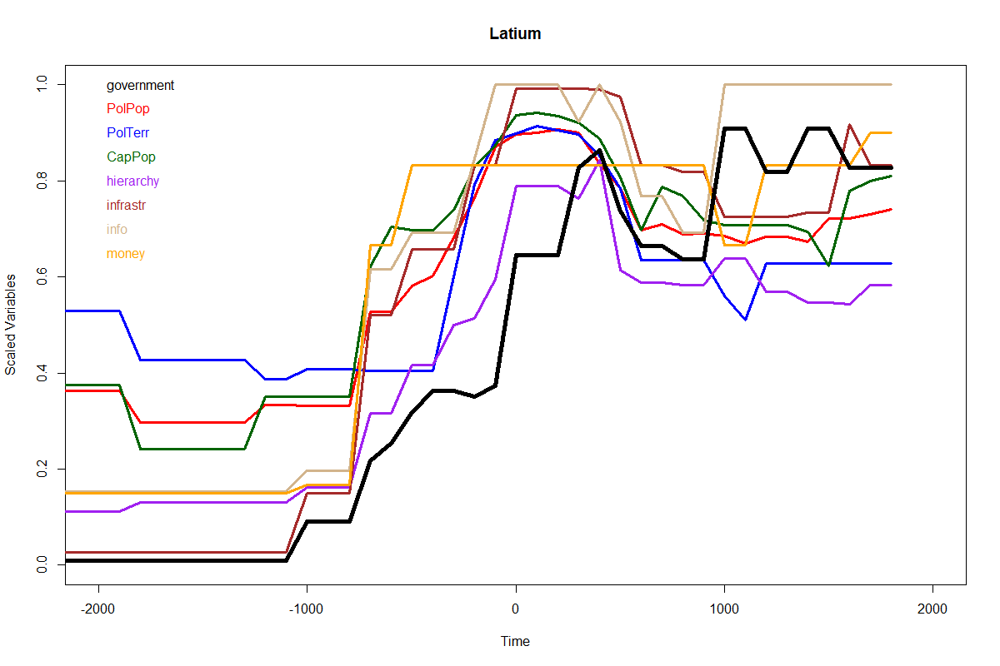 Latium
government
PolPop
PolTerr
CapPop
hierarchy
infrastr
info
money
Scaled Variables
1.0
0.8
0.6
0.4
0.2
0.0
-2000
-1000
0
1000
2000
Time